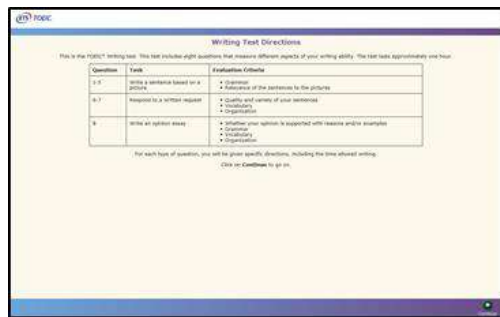 ETS TOEIC
Writing Test Directions
This is the TOEIC® Writing test. This test includes eight questions that measure different aspects of your writing ability. The test lasts approximately one hour.
Question Task Evaluation Criteria
1-5 Write a sentence based on a picture
• Grammar
• Relevance of the sentences to the pictures
6-7 Respond to a written request
• Quality and variety of your sentences
• Vocabulary
• Organization
8 Write an opinion essay
• Whether your opinion is supported with reasons and/or examples
• Grammar
• Vocabulary
• Organization
For each type of question, you will be given specific directions, including the time allowed writing.
Click on Continue to go on.
Continue